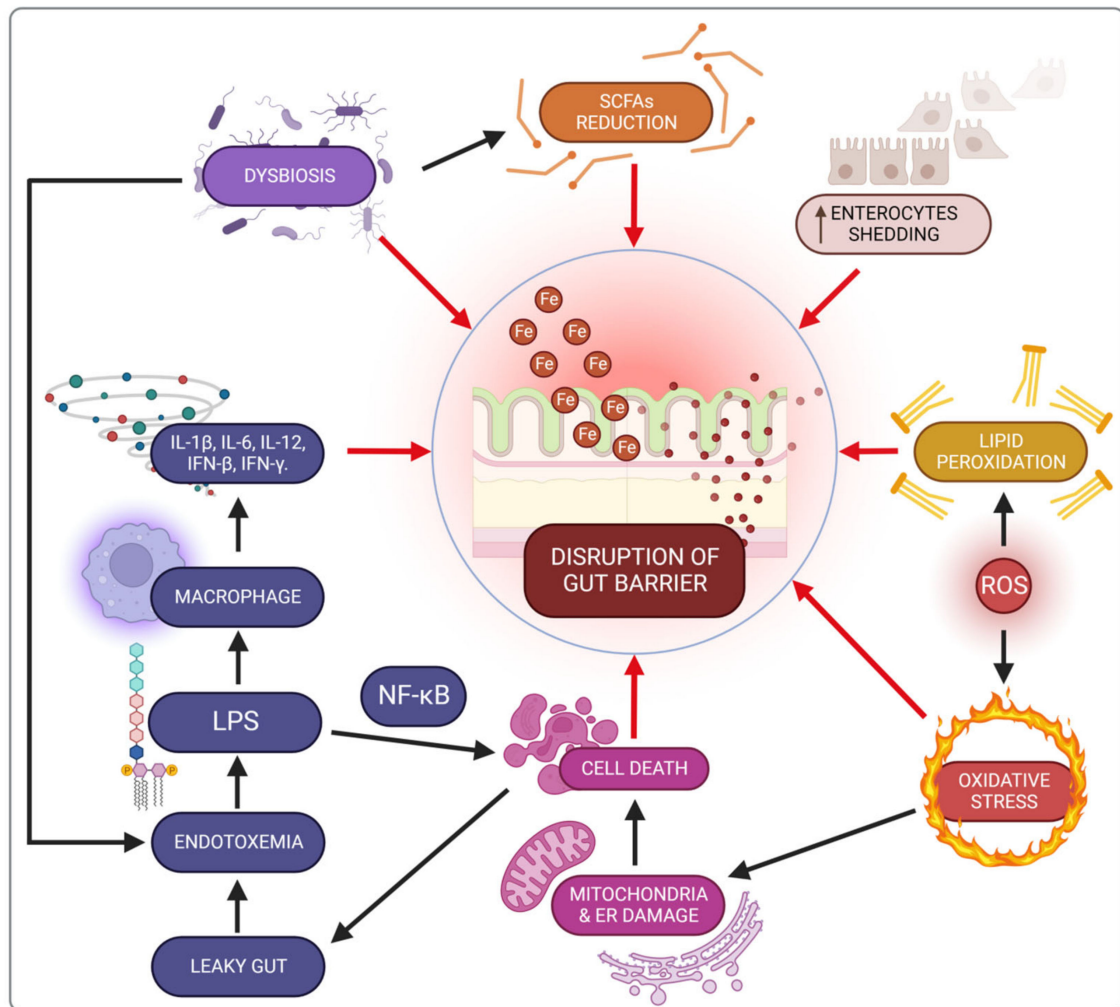 SCFAs
REDUCTION
DYSBIOSIS
ENTEROCYTES
SHEDDING
Fe
Fe
Fe
Fe
Fe
Fe
Fe
Fe
IL-1β, IL-6, IL-12,
IFN-β, IFN-γ.
LIPID
PEROXIDATION
DISRUPTION OF
GUT BARRIER
ROS
MACROPHAGE
NF-κB
LPS
CELL DEATH
P
P
OXIDATIVE
STRESS
ENDOTOXEMIA
MITOCHONDRIA
& ER DAMAGE
LEAKY GUT